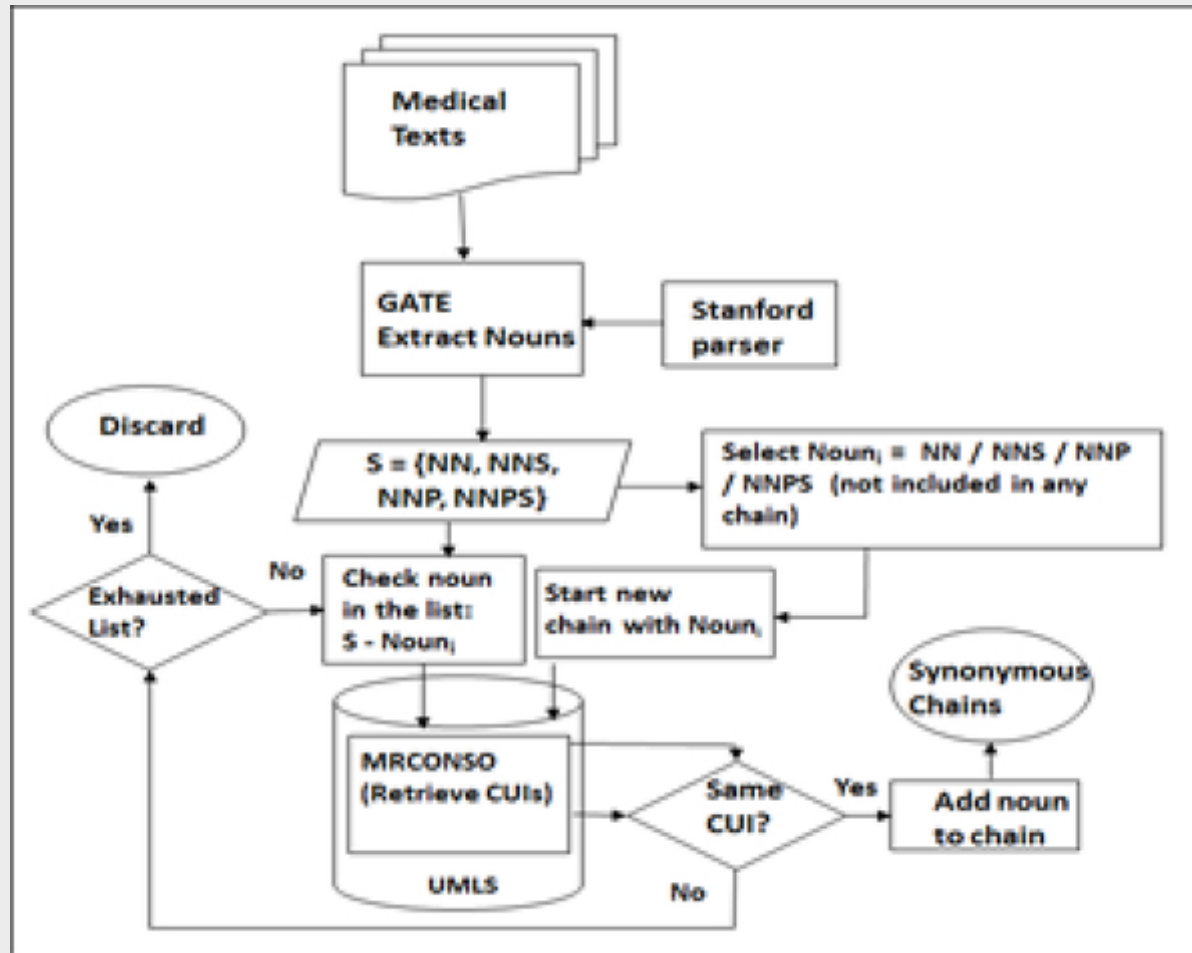 Medical
Texts
GATE
Extract Nouns
Stanford
parser
Discard
S = {NN, NNS,
NNP, NNPS}
Select Nounᵢ = NN / NNS / NNP
/ NNPS (not included in any
chain)
Yes
No
Exhausted
List?
Check noun
in the list:
S - Nounᵢ
Start new
chain with Nounᵢ
Synonymous
Chains
MRCONSO
(Retrieve CUIs)
Same
CUI?
Yes
Add noun
to chain
UMLS
No